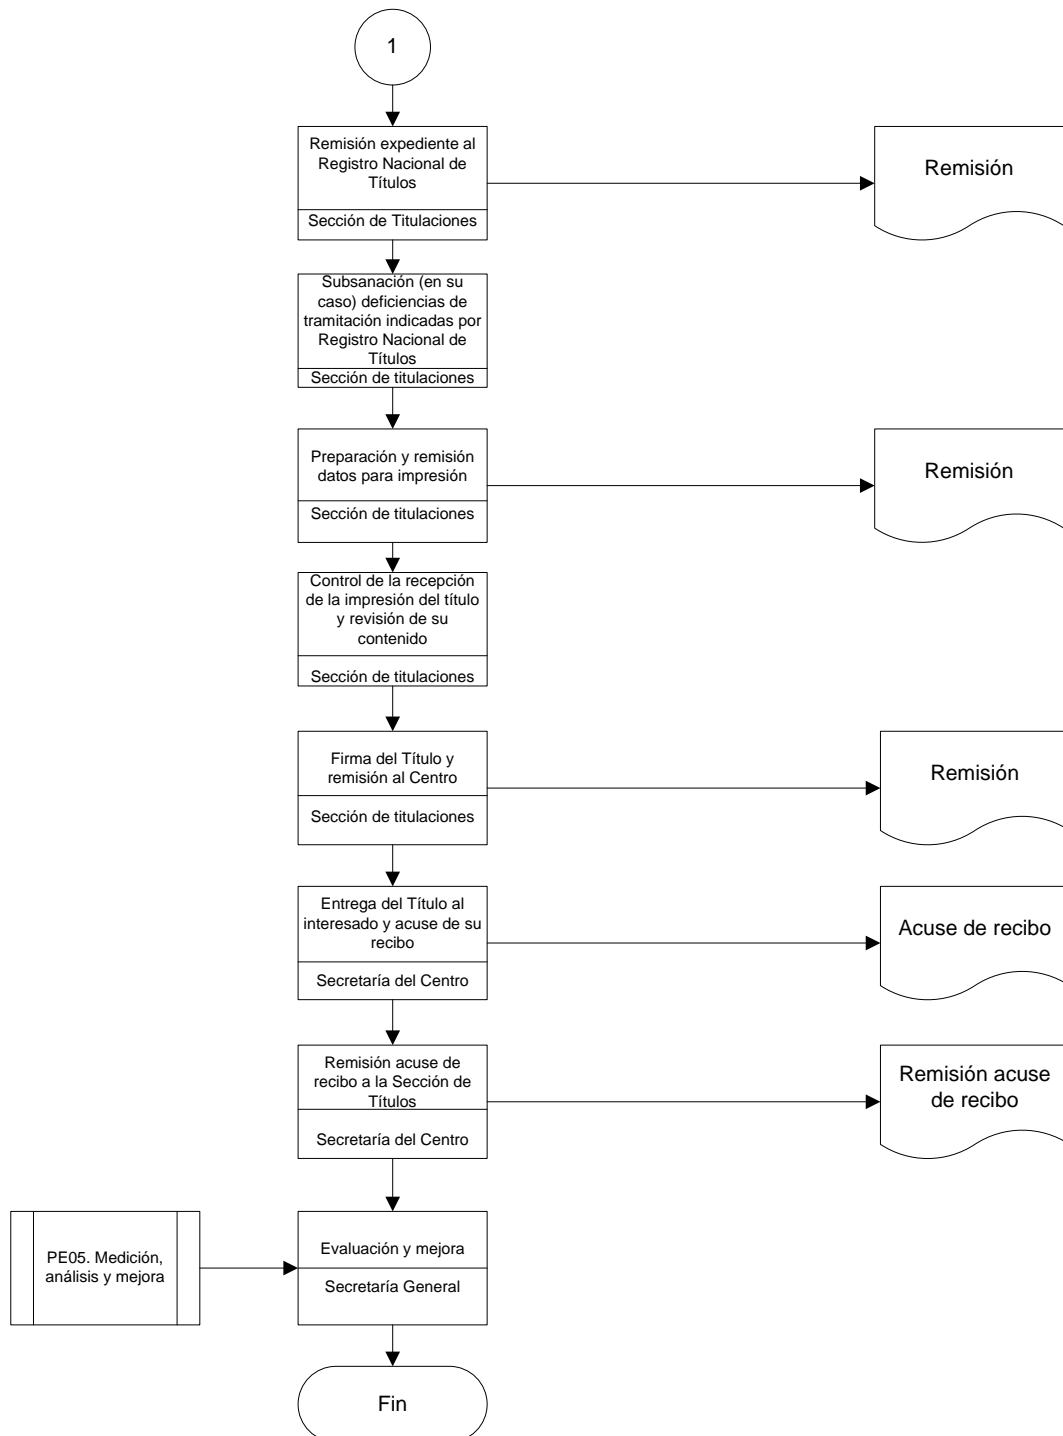 1
Remisión expediente al
Registro Nacional de
Títulos
Sección de Titulaciones
Remisión
Subsanación (en su
caso) deficiencias de
tramitación indicadas por
Registro Nacional de
Títulos
Sección de titulaciones
Preparación y remisión
datos para impresión
Sección de titulaciones
Remisión
Control de la recepción
de la impresión del título
y revisión de su
contenido
Sección de titulaciones
Firma del Título y
remisión al Centro
Sección de titulaciones
Remisión
Entrega del Título al
interesado y acuse de su
recibo
Secretaría del Centro
Acuse de recibo
Remisión acuse de
recibo a la Sección de
Títulos
Secretaría del Centro
Remisión acuse
de recibo
PE05. Medición,
análisis y mejora
Evaluación y mejora
Secretaría General
Fin